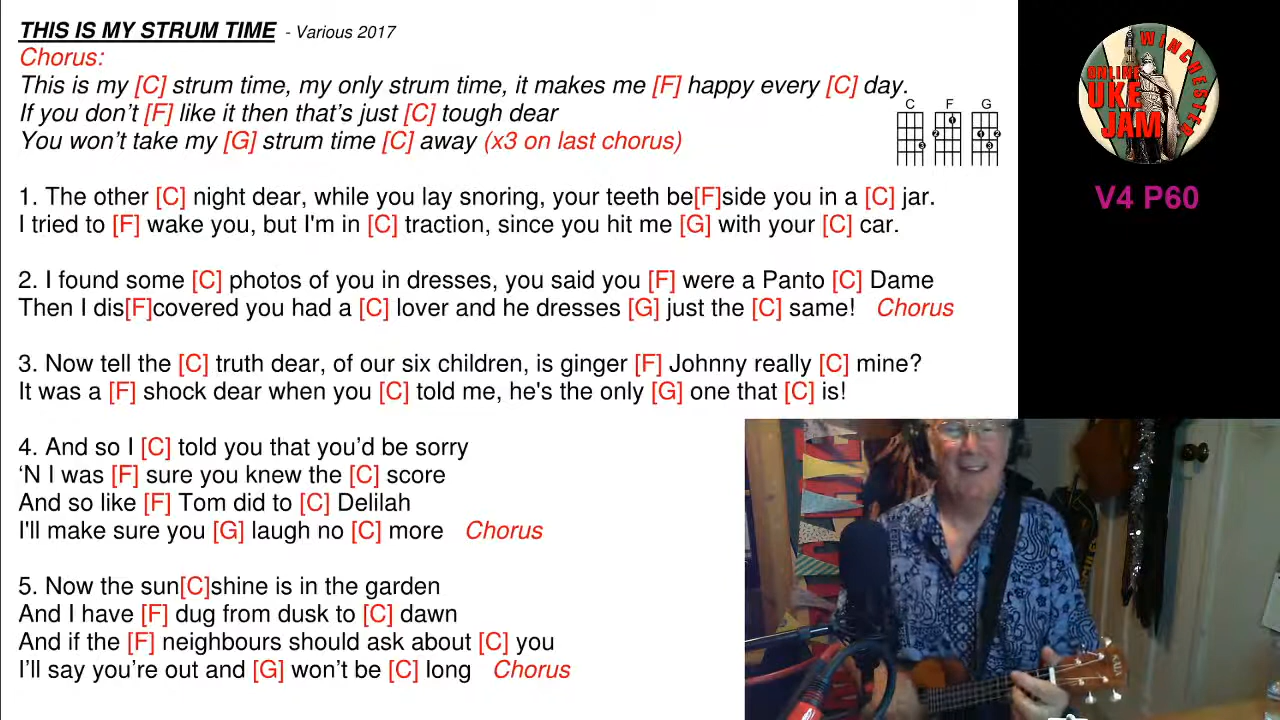 THIS IS MY STRUM TIME - Various 2017
Chorus:
This is my [C] strum time, my only strum time, it makes me [F] happy every [C] day.
If you don't [F] like it then that's just [C] tough dear
You won't take my [G] strum time [C] away (x3 on last chorus)
C F G
1. The other [C] night dear, while you lay snoring, your teeth be[F]side you in a [C] jar.
I tried to [F] wake you, but I'm in [C] traction, since you hit me [G] with your [C] car.
2. I found some [C] photos of you in dresses, you said you [F] were a Panto [C] Dame
Then I dis[F]covered you had a [C] lover and he dresses [G] just the [C] same! Chorus
3. Now tell the [C] truth dear, of our six children, is ginger [F] Johnny really [C] mine?
It was a [F] shock dear when you [C] told me, he's the only [G] one that [C] is!
4. And so I [C] told you that you’d be sorry
‘N I was [F] sure you knew the [C] score
And so like [F] Tom did to [C] Delilah
I'll make sure you [G] laugh no [C] more Chorus
5. Now the sun[C]shine is in the garden
And I have [F] dug from dusk to [C] dawn
And if the [F] neighbours should ask about [C] you
I’ll say you’re out and [G] won’t be [C] long Chorus
WINCHESTER
ONLINE
UKE
JAM
V4 P60
KALA